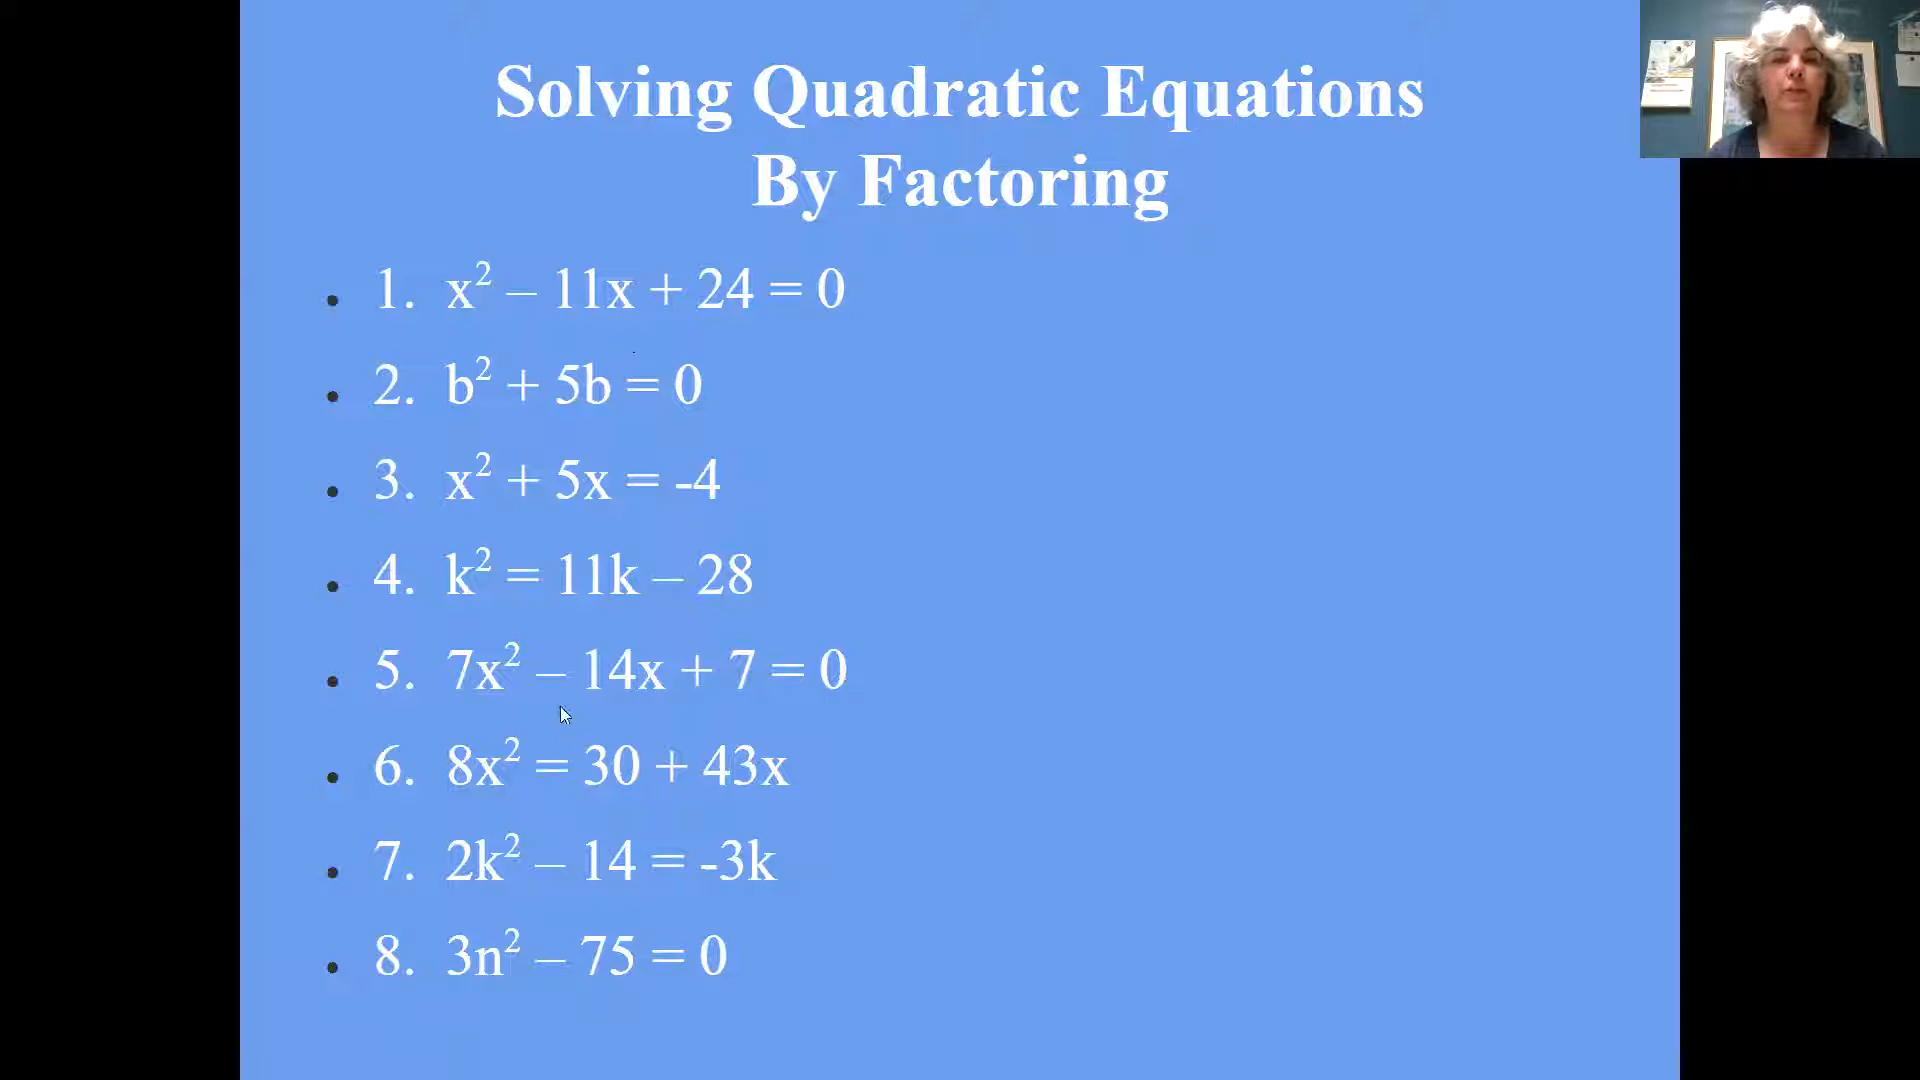 Solving Quadratic Equations
By Factoring
• 1. x² – 11x + 24 = 0
• 2. b² + 5b = 0
• 3. x² + 5x = -4
• 4. k² = 11k – 28
• 5. 7x² – 14x + 7 = 0
• 6. 8x² = 30 + 43x
• 7. 2k² – 14 = -3k
• 8. 3n² – 75 = 0